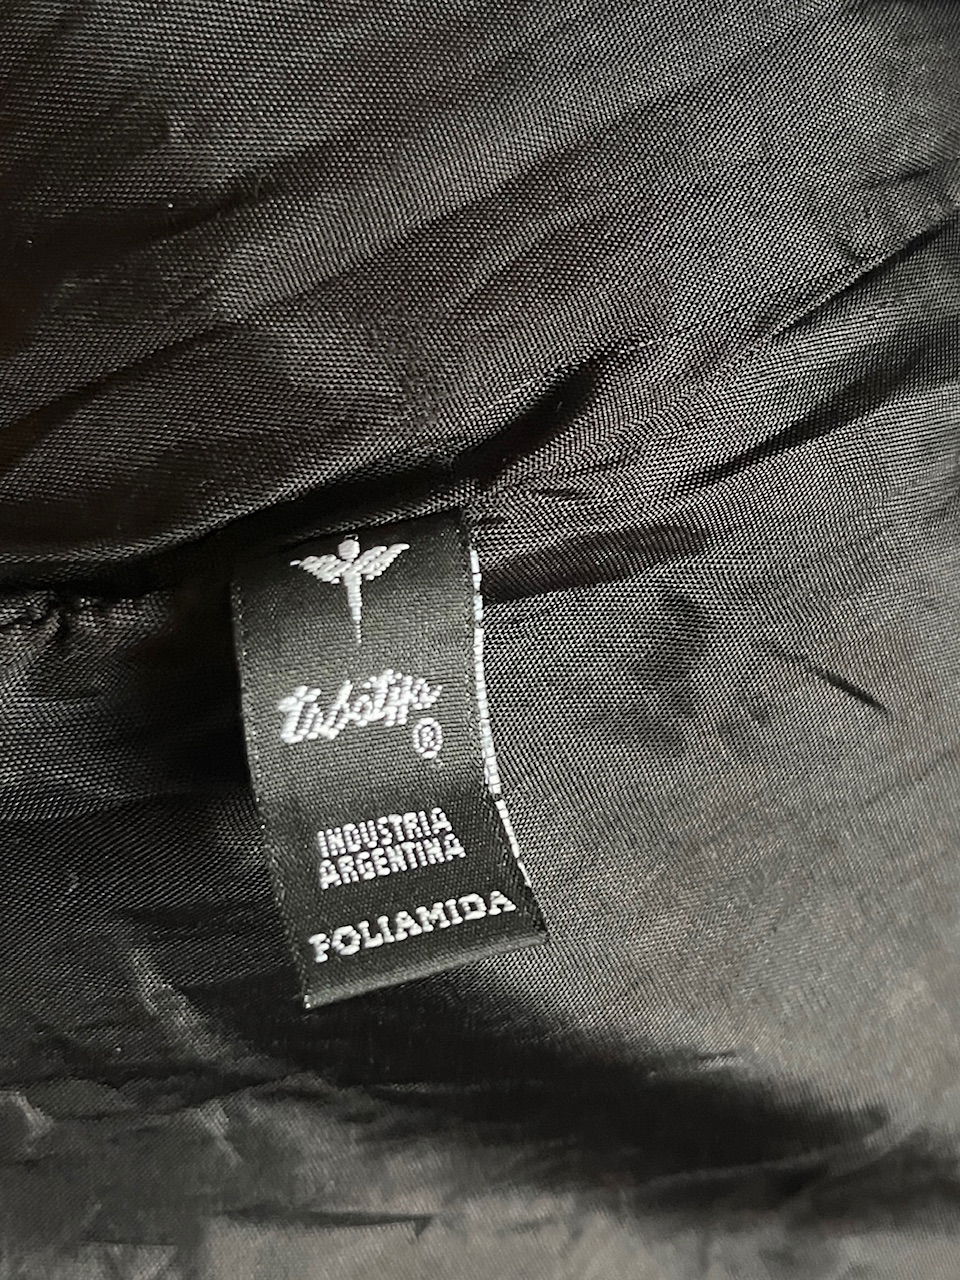 ®
INDUSTRIA
ARGENTINA
POLIAMIDA